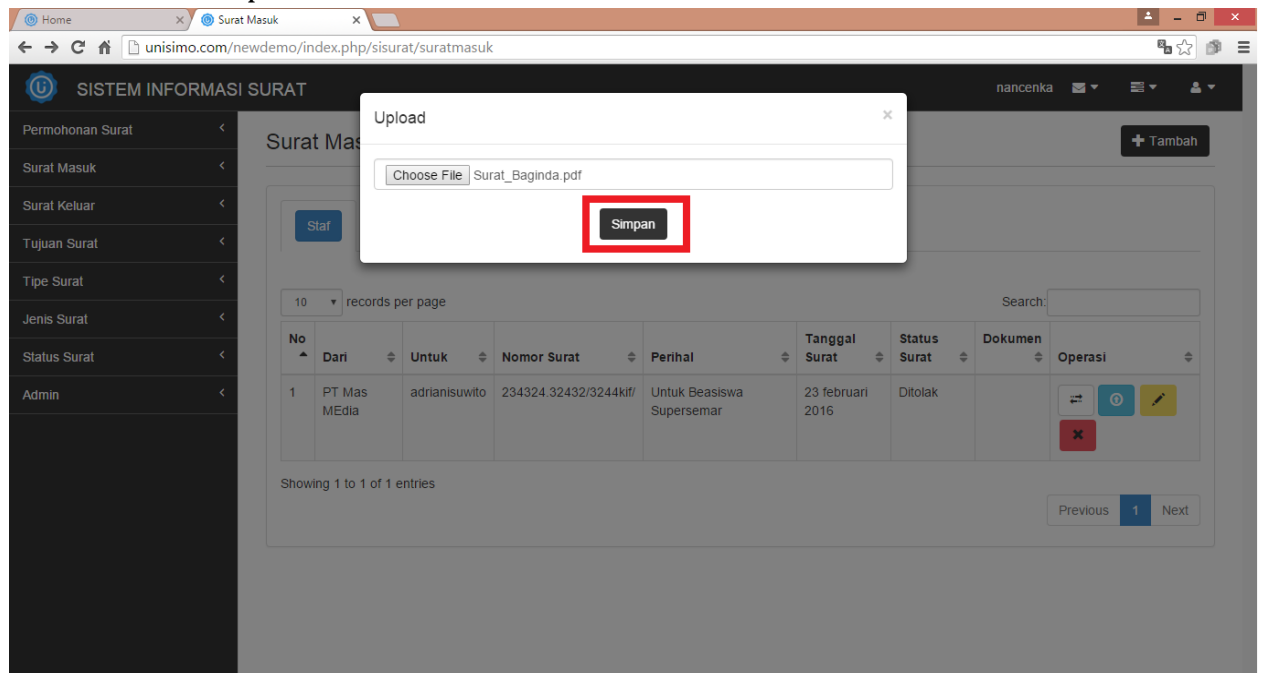 Home
Surat Masuk
unisimo.com/newdemo/index.php/sisurat/suratmasuk
SISTEM INFORMASI SURAT
nancenka
Permohonan Surat
Surat Masuk
Surat Keluar
Tujuan Surat
Tipe Surat
Jenis Surat
Status Surat
Admin
Upload
×
Choose File Surat_Baginda.pdf
Simpan
Surat Mas
+ Tambah
Staf
10 records per page
Search:
No Dari Untuk Nomor Surat Perihal Tanggal Surat Status Surat Dokumen Operasi
1 PT Mas MEdia adrianisuwito 234324.32432/3244kif/ Untuk Beasiswa Supersemar 23 februari 2016 Ditolak
Showing 1 to 1 of 1 entries
Previous 1 Next